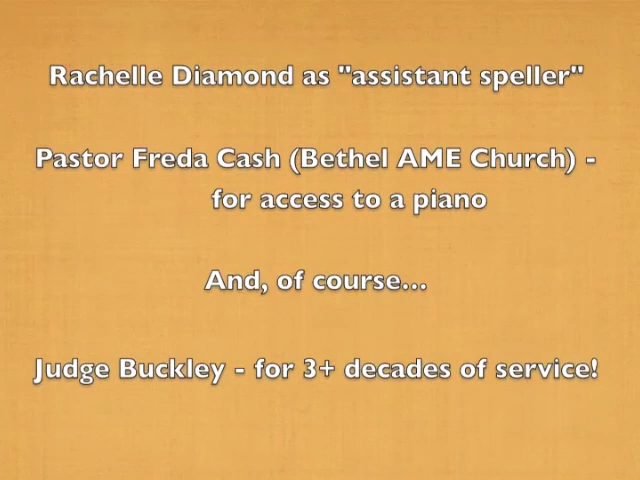 Rachelle Diamond as "assistant speller"
Pastor Freda Cash (Bethel AME Church) -
for access to a piano
And, of course...
Judge Buckley - for 3+ decades of service!